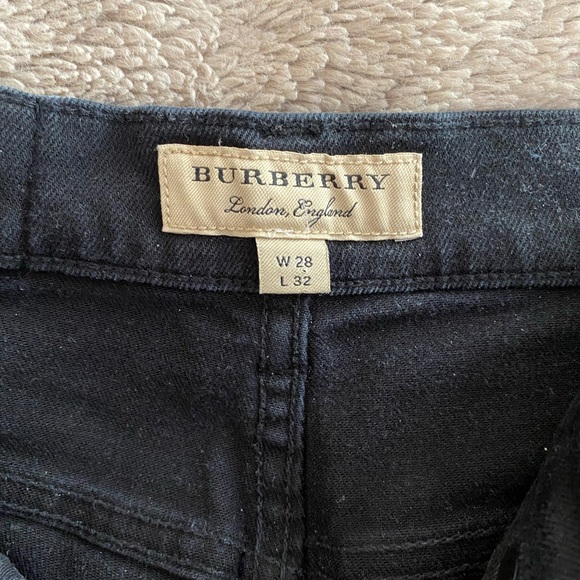 BURBERRY
London, England
W 28
L 32